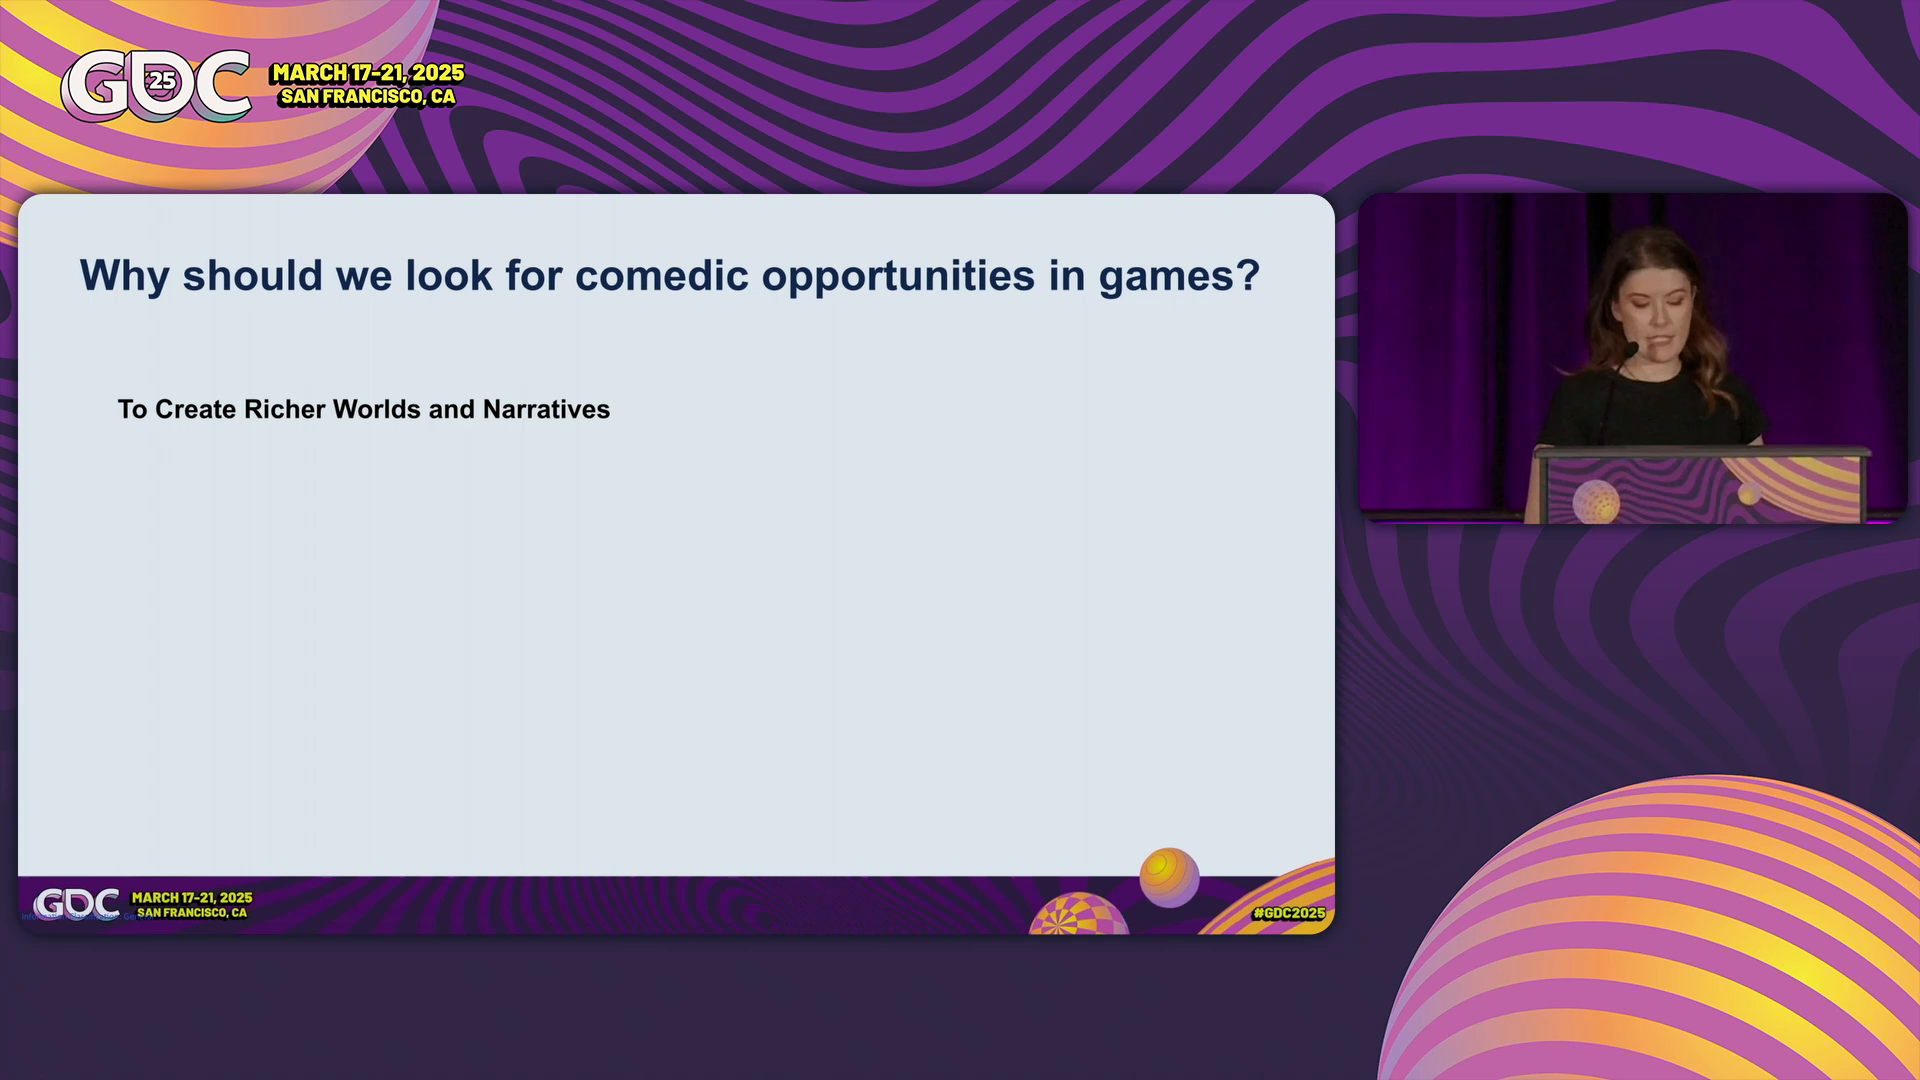 GDC 25
MARCH 17-21, 2025
SAN FRANCISCO, CA
Why should we look for comedic opportunities in games?
To Create Richer Worlds and Narratives
GDC
MARCH 17-21, 2025
SAN FRANCISCO, CA
#GDC2025